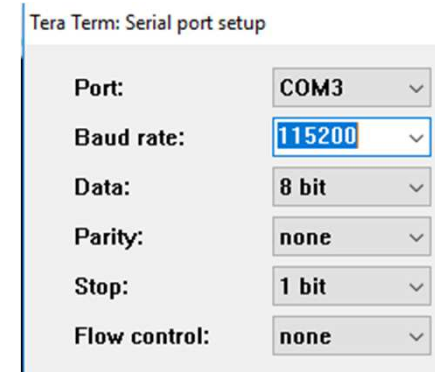 Tera Term: Serial port setup
Port: COM3
Baud rate: 115200
Data: 8 bit
Parity: none
Stop: 1 bit
Flow control: none